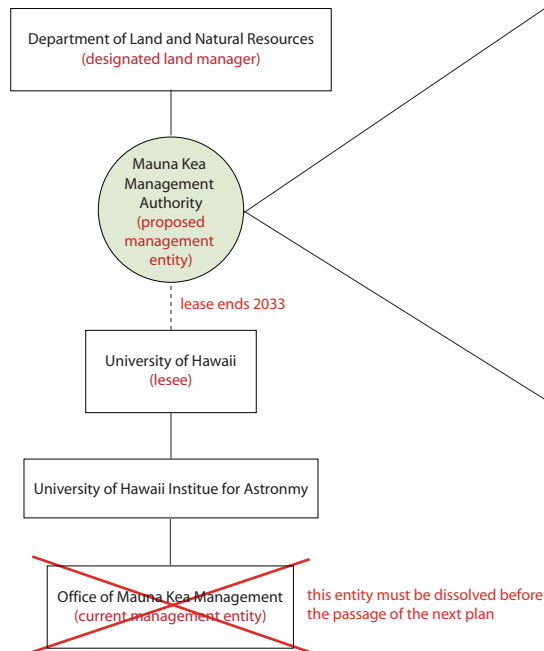 Department of Land and Natural Resources
(designated land manager)
Mauna Kea
Management
Authority
(proposed
management
entity)
lease ends 2033
University of Hawaii
(lesee)
University of Hawaii Institue for Astronmy
Office of Mauna Kea Management
(current management entity)
this entity must be dissolved before
the passage of the next plan